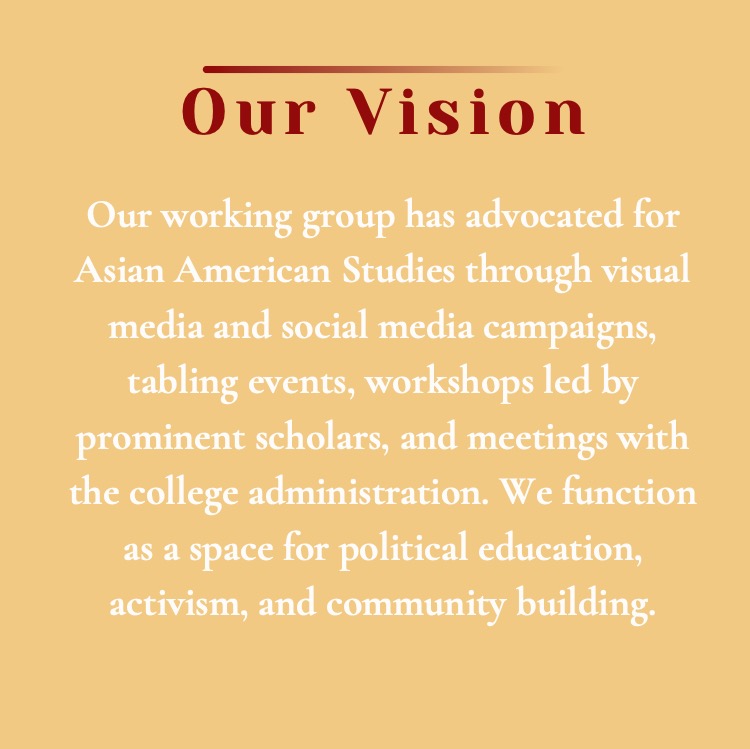 Our Vision
Our working group has advocated for
Asian American Studies through visual
media and social media campaigns,
tabling events, workshops led by
prominent scholars, and meetings with
the college administration. We function
as a space for political education,
activism, and community building.